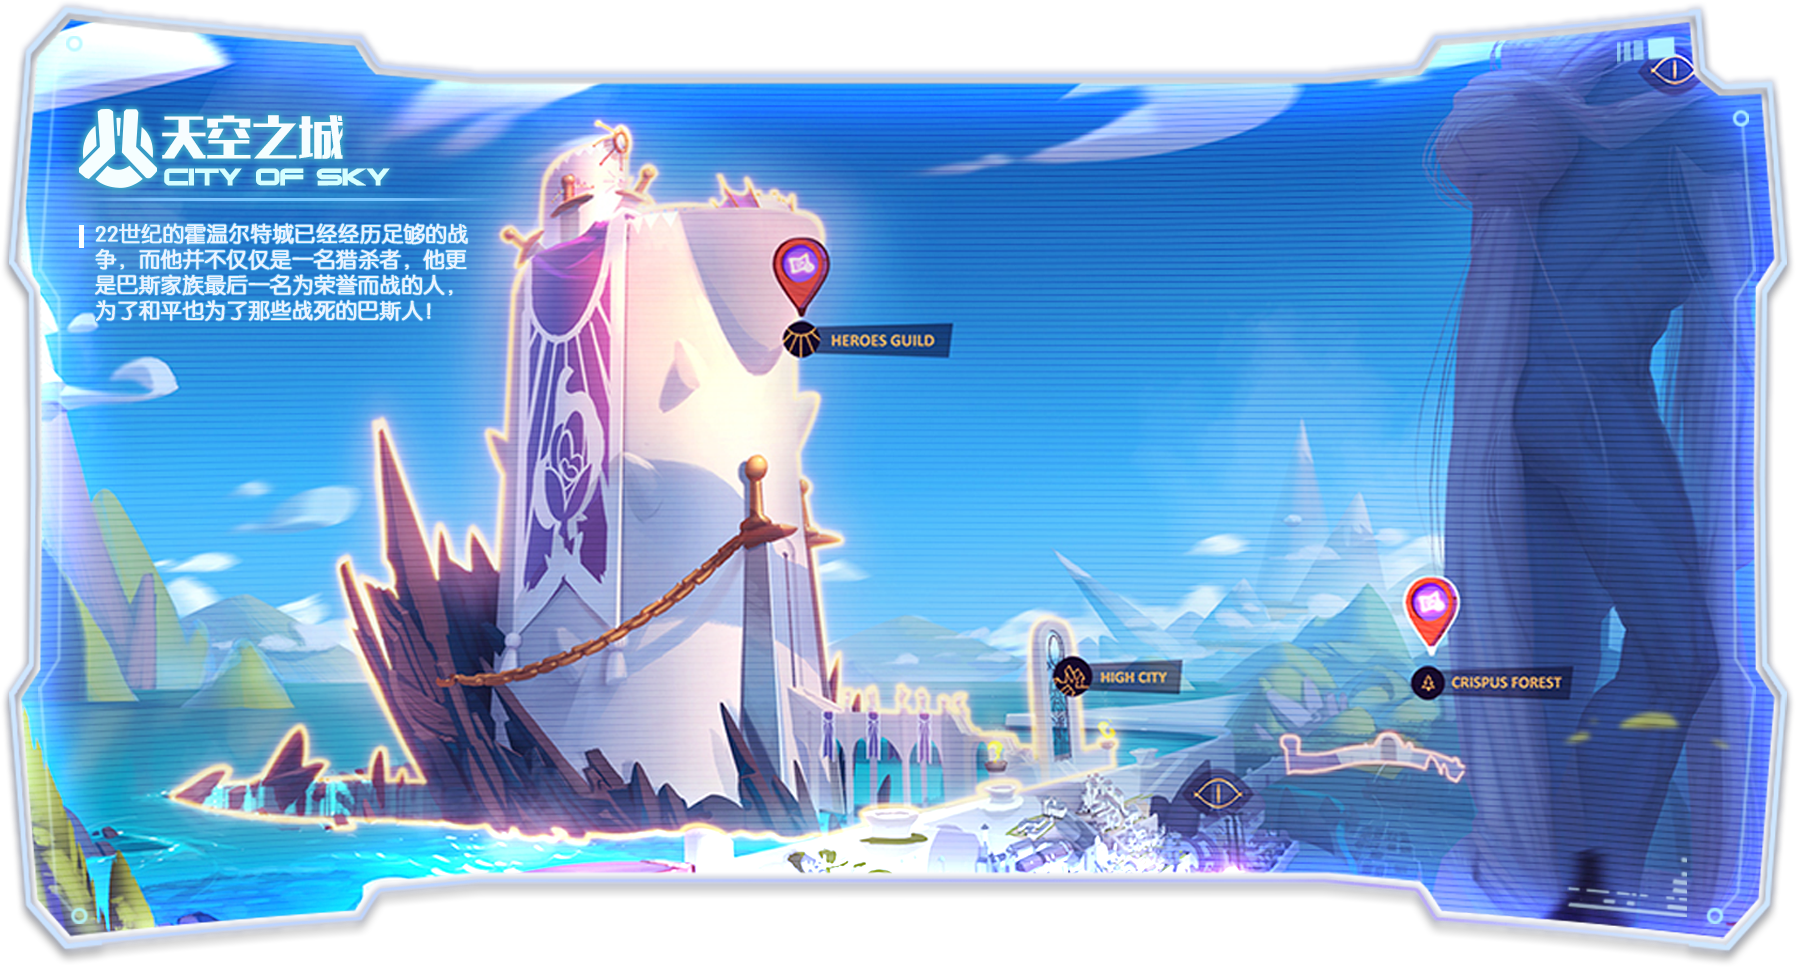 天空之城
CITY OF SKY
22世纪的霍温尔特城已经经历足够的战
争，而他并不仅仅是一名猎杀者，他更
是巴斯家族最后一名为荣誉而战的人，
为了和平也为了那些战死的巴斯人！
HEROES GUILD
HIGH CITY
CRISPUS FOREST